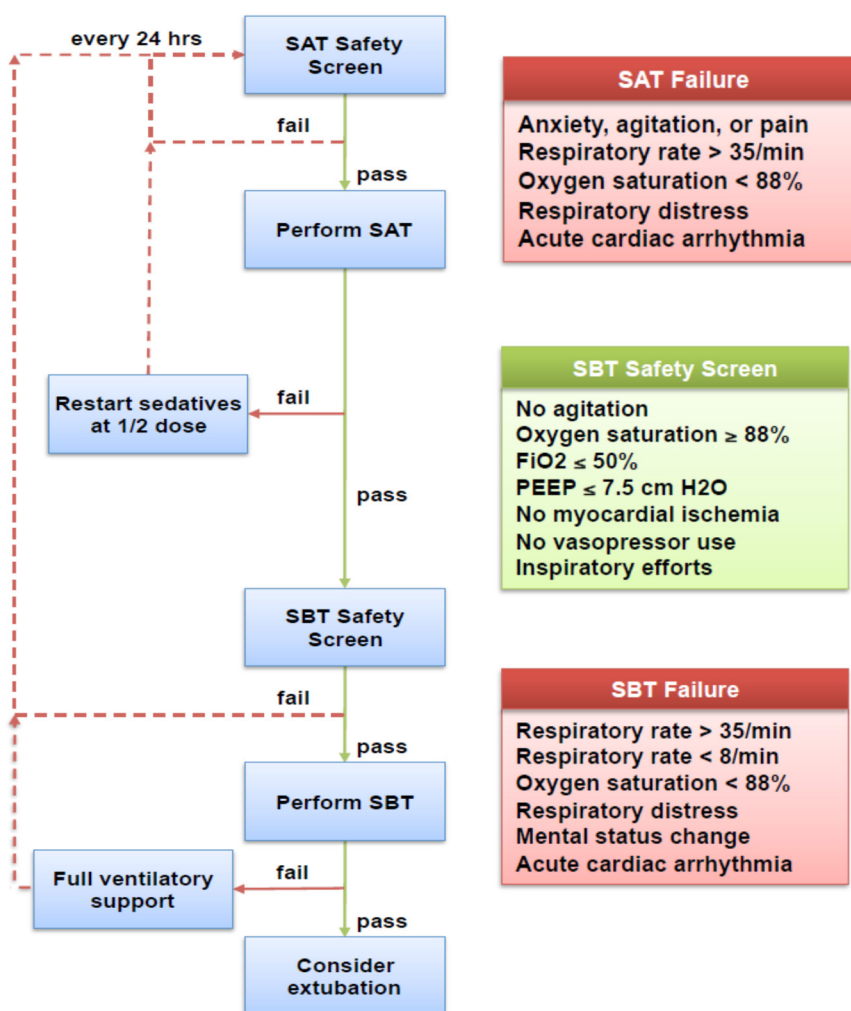 every 24 hrs
SAT Safety
Screen
fail
pass
Perform SAT
Restart sedatives
at 1/2 dose
fail
pass
SBT Safety
Screen
fail
pass
Perform SBT
Full ventilatory
support
fail
pass
Consider
extubation
SAT Failure
Anxiety, agitation, or pain
Respiratory rate > 35/min
Oxygen saturation < 88%
Respiratory distress
Acute cardiac arrhythmia
SBT Safety Screen
No agitation
Oxygen saturation ≥ 88%
FiO2 ≤ 50%
PEEP ≤ 7.5 cm H2O
No myocardial ischemia
No vasopressor use
Inspiratory efforts
SBT Failure
Respiratory rate > 35/min
Respiratory rate < 8/min
Oxygen saturation < 88%
Respiratory distress
Mental status change
Acute cardiac arrhythmia